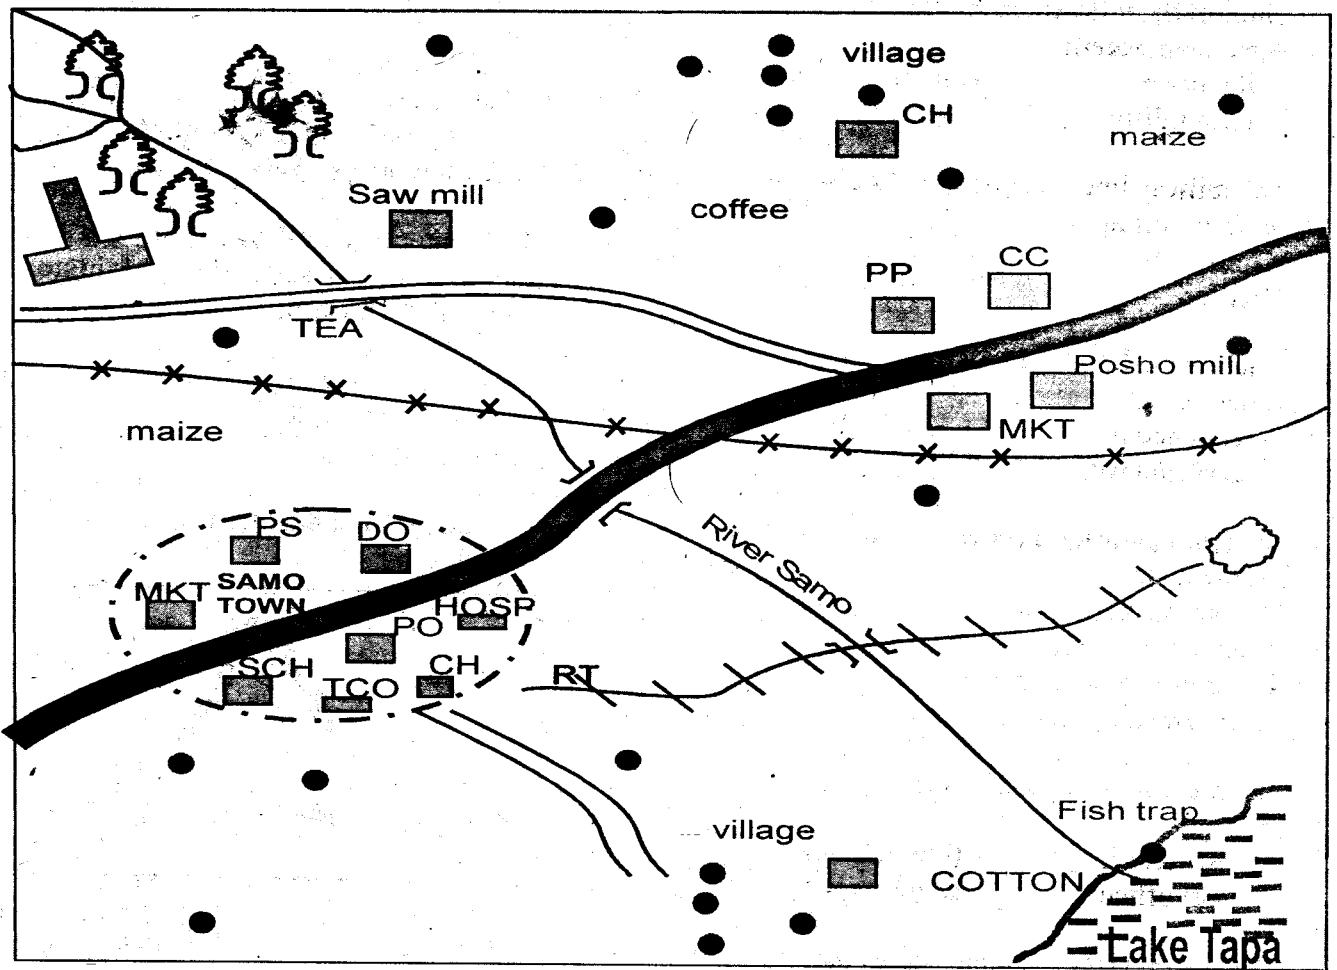 village
CH
maize
Saw mill
coffee
CC
PP
TEA
Posho mill
MKT
maize
PS
DO
MKT
SAMO
TOWN
HOSP
PO
River Samo
SCH
CH
TCO
RT
Fish trap
village
COTTON
Lake Tapa